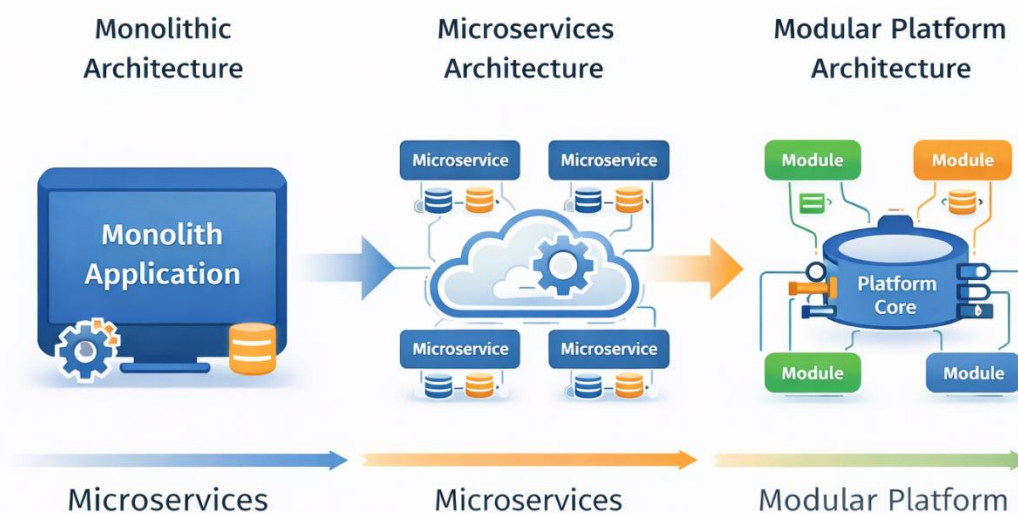 Monolithic
Architecture
Microservices
Architecture
Modular Platform
Architecture
Monolith
Application
Microservice
Microservice
Microservice
Microservice
Module
Module
Platform
Core
Module
Module
Microservices
Microservices
Modular Platform